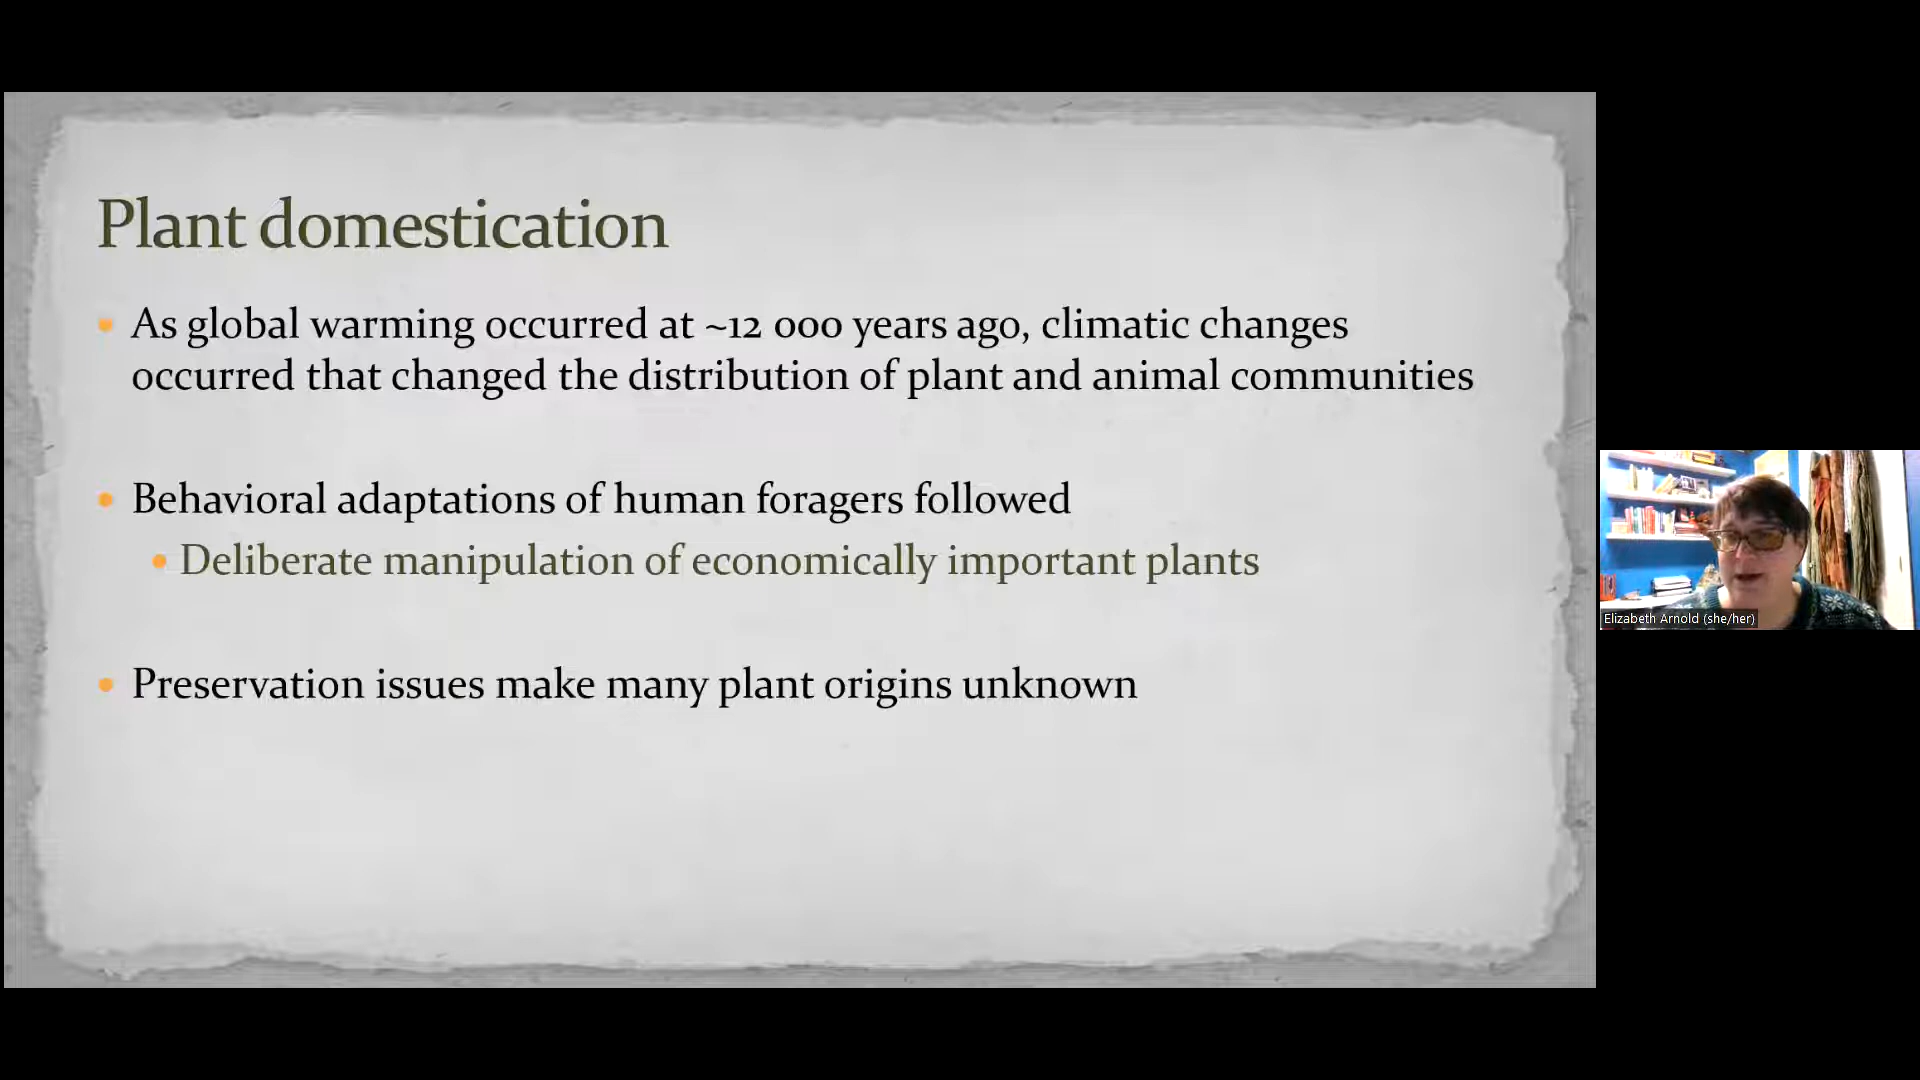 Plant domestication
As global warming occurred at ~12 000 years ago, climatic changes
occurred that changed the distribution of plant and animal communities
Behavioral adaptations of human foragers followed
Deliberate manipulation of economically important plants
Preservation issues make many plant origins unknown
Elizabeth Arnold (she/her)